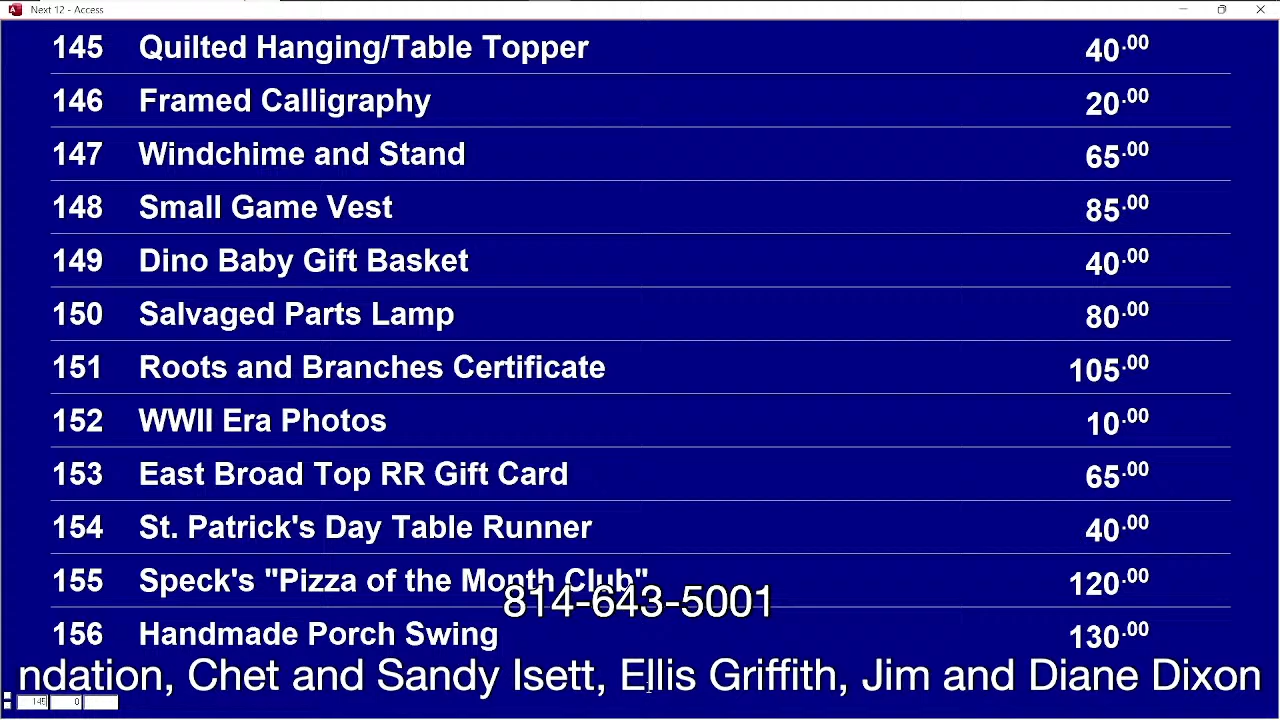 Next 12 - Access
145 Quilted Hanging/Table Topper 40.00
146 Framed Calligraphy 20.00
147 Windchime and Stand 65.00
148 Small Game Vest 85.00
149 Dino Baby Gift Basket 40.00
150 Salvaged Parts Lamp 80.00
151 Roots and Branches Certificate 105.00
152 WWII Era Photos 10.00
153 East Broad Top RR Gift Card 65.00
154 St. Patrick's Day Table Runner 40.00
155 Speck's "Pizza of the Month Club" 120.00
814-643-5001
156 Handmade Porch Swing 130.00
ndation, Chet and Sandy Isett, Ellis Griffith, Jim and Diane Dixon
145 0